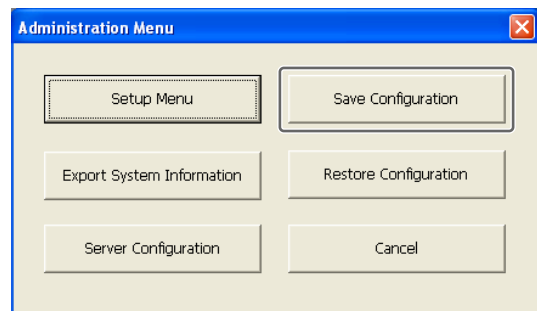 Administration Menu
Setup Menu
Save Configuration
Export System Information
Restore Configuration
Server Configuration
Cancel